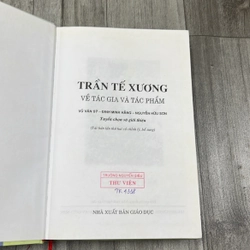 TRẦN TẾ XƯƠNG
VỀ TÁC GIA VÀ TÁC PHẨM
VŨ VĂN SỸ - ĐINH MINH HẰNG - NGUYỄN HỮU SƠN
Tuyển chọn và giới thiệu
THƯ VIỆN
NHÀ XUẤT BẢN GIÁO DỤC